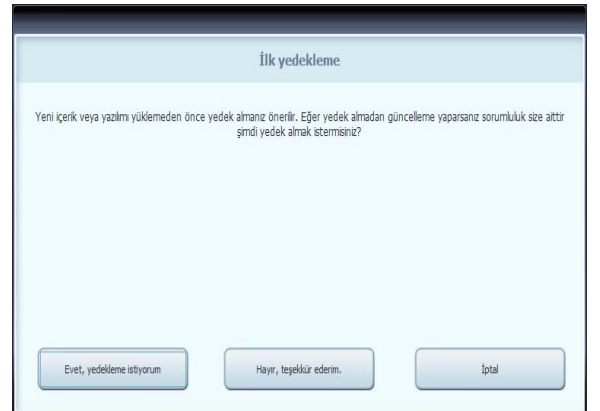 İlk yedekleme
Yeni içerik veya yazılımı yüklemeden önce yedek almanız önerilir. Eğer yedek almadan güncelleme yaparsanız sorumluluk size aittir
şimdi yedek almak istermisiniz?
Evet, yedekleme istiyorum
Hayır, teşekkür ederim.
İptal